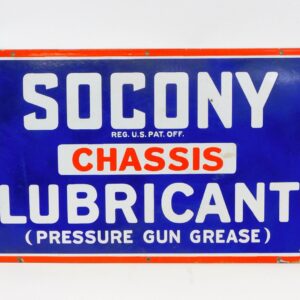 SOCONY
REG. U.S. PAT. OFF.
CHASSIS
LUBRICANT
(PRESSURE GUN GREASE)